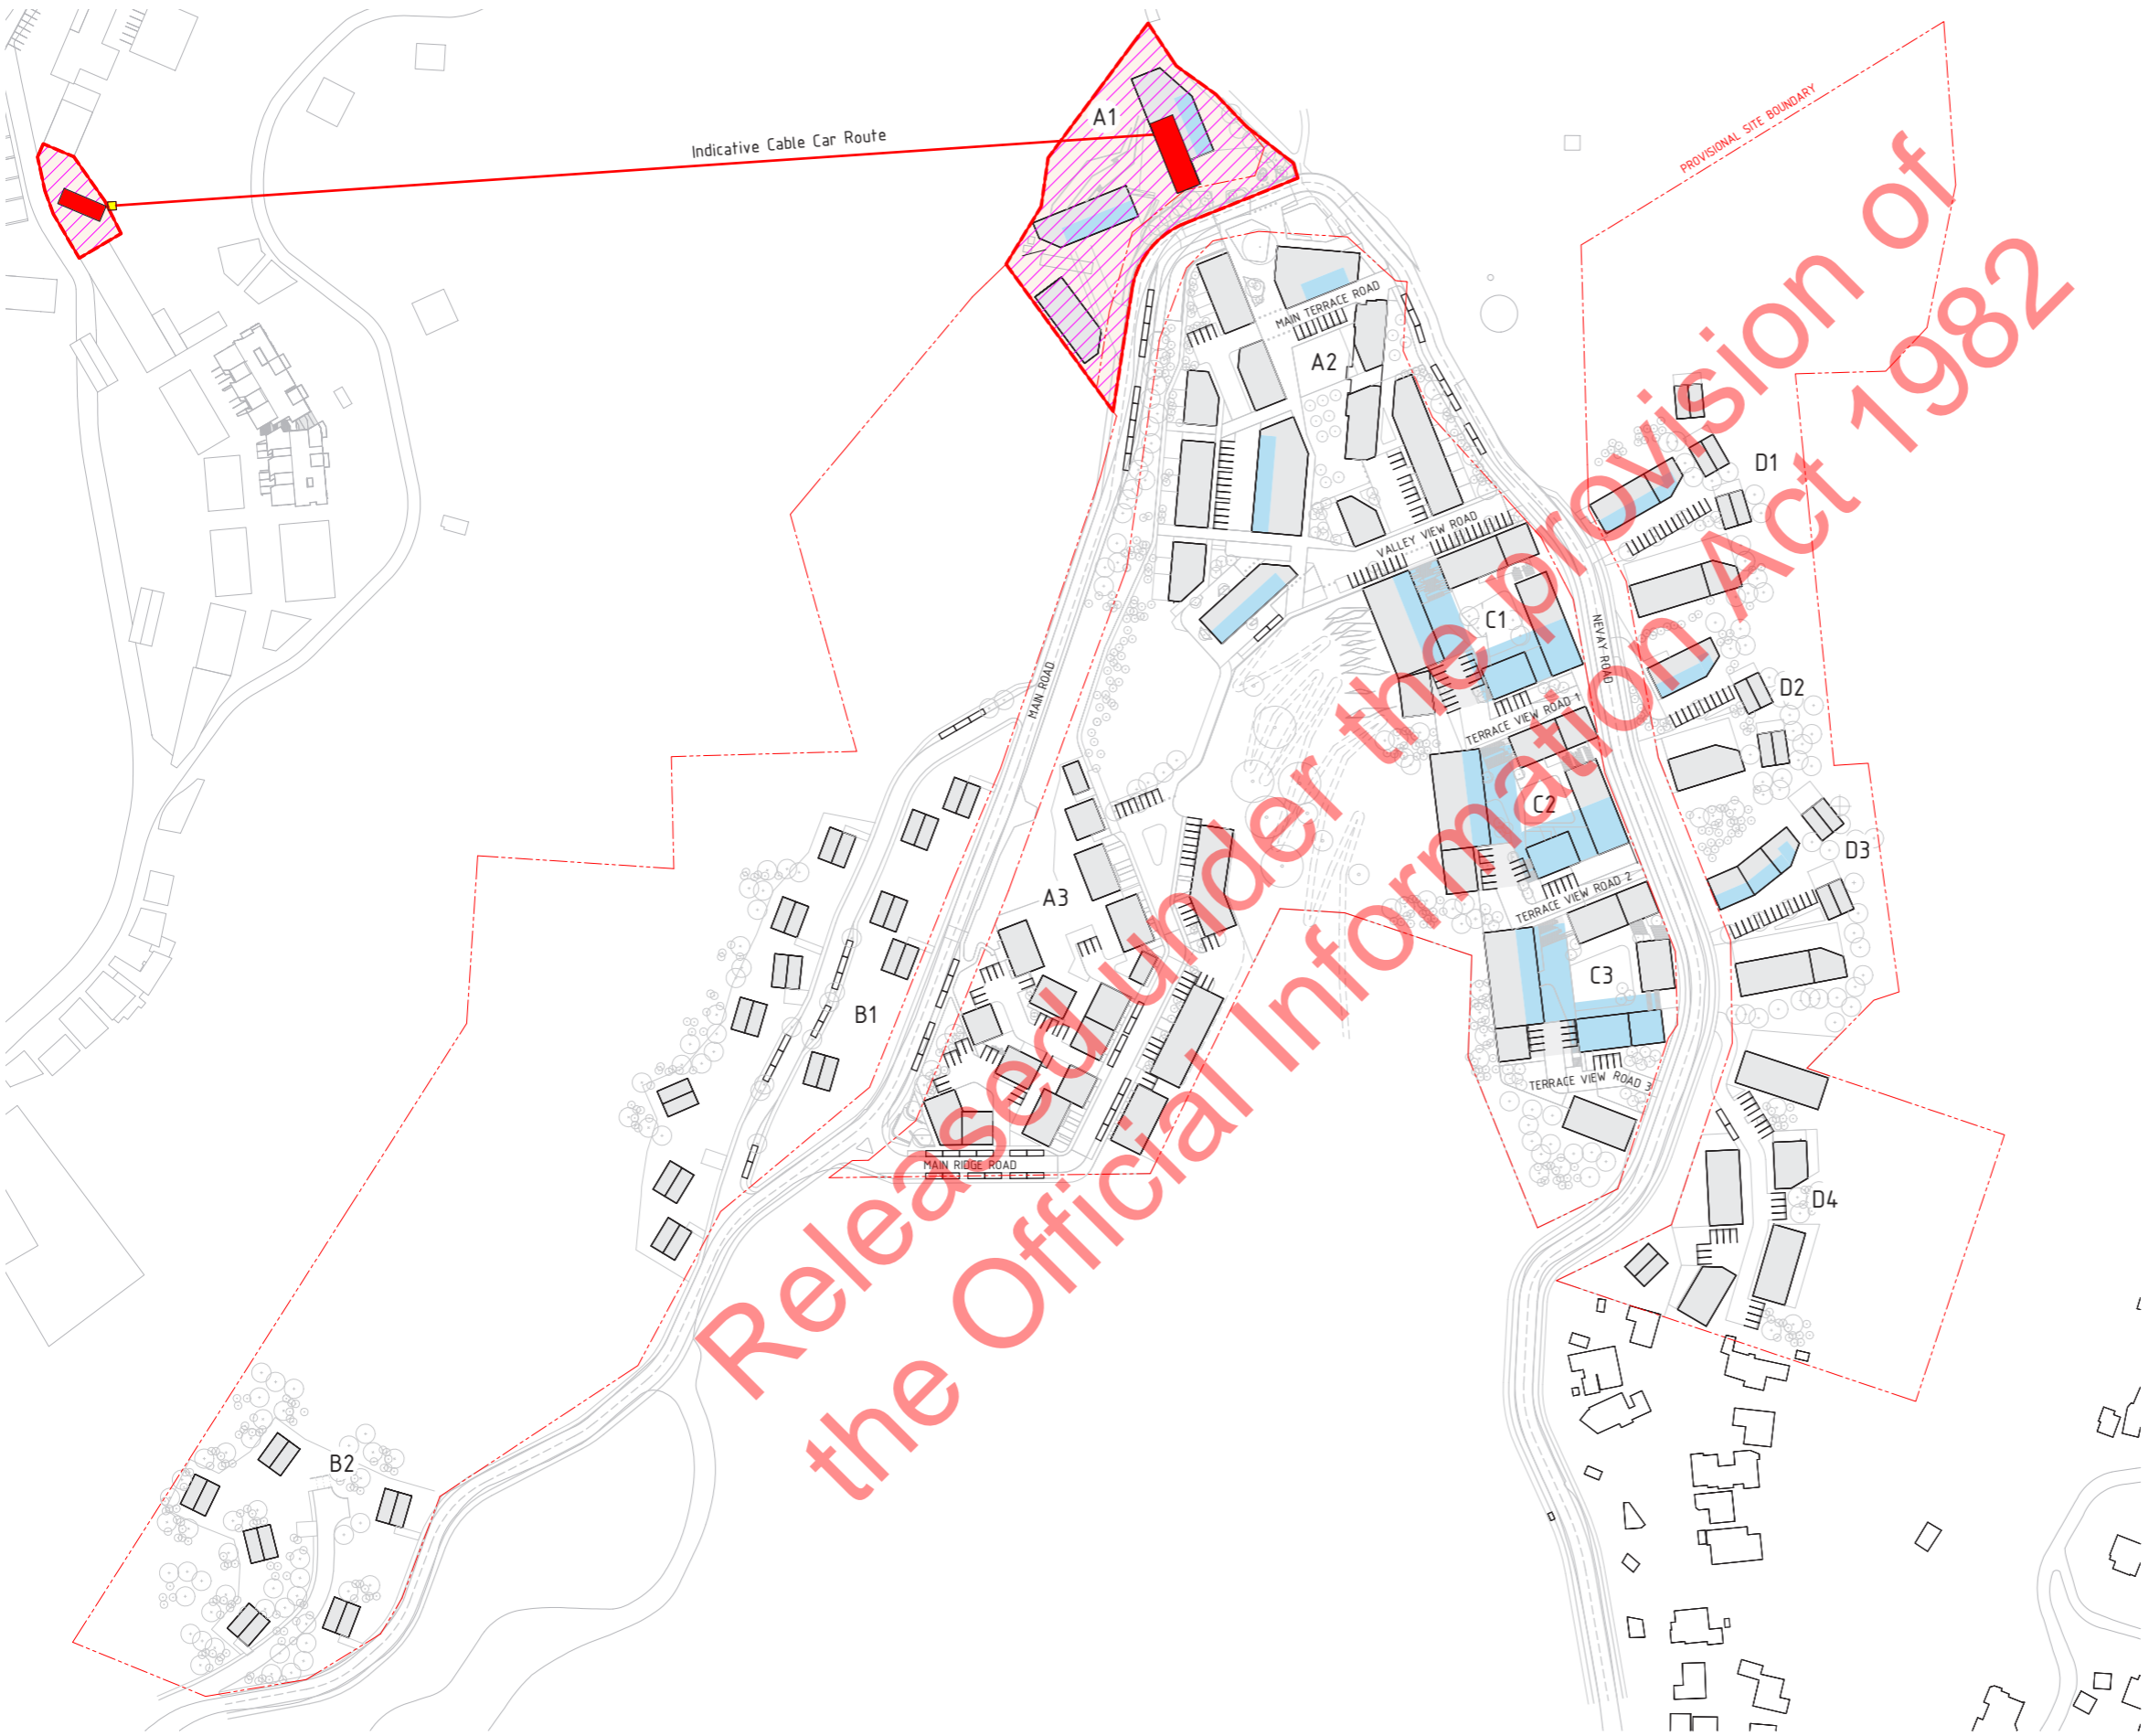 Indicative Cable Car Route
A1
PROVISIONAL SITE BOUNDARY
MAIN TERRACE ROAD
A2
D1
VALLEY VIEW ROAD
C1
NEVAY ROAD
MAIN ROAD
D2
TERRACE VIEW ROAD 1
C2
D3
A3
TERRACE VIEW ROAD 2
C3
B1
TERRACE VIEW ROAD 3
MAIN RIDGE ROAD
D4
B2
Released under the provision of
the Official Information Act 1982